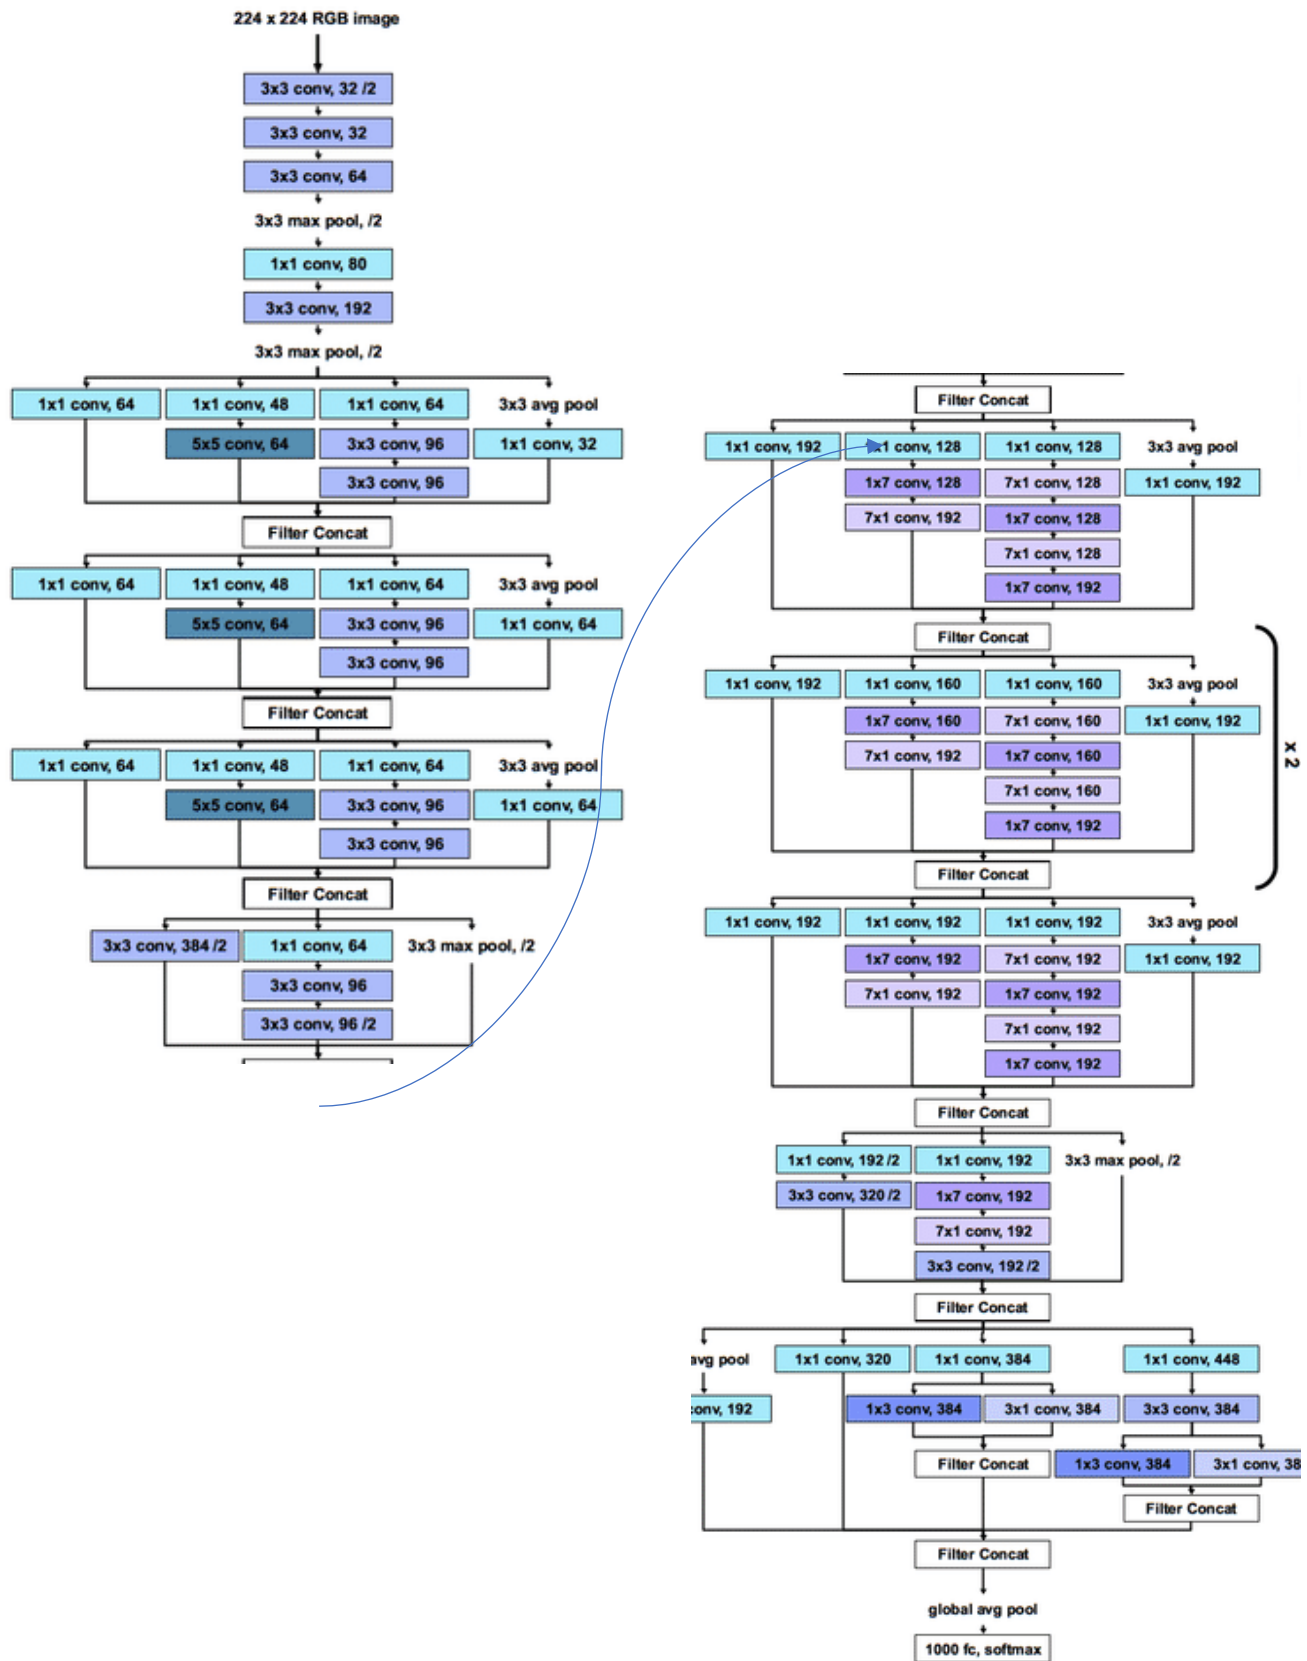 224 x 224 RGB image
3x3 conv, 32 /2
3x3 conv, 32
3x3 conv, 64
3x3 max pool, /2
1x1 conv, 80
3x3 conv, 192
3x3 max pool, /2
1x1 conv, 64
1x1 conv, 48
1x1 conv, 64
3x3 avg pool
5x5 conv, 64
3x3 conv, 96
1x1 conv, 32
3x3 conv, 96
Filter Concat
1x1 conv, 64
1x1 conv, 48
1x1 conv, 64
3x3 avg pool
5x5 conv, 64
3x3 conv, 96
1x1 conv, 64
3x3 conv, 96
Filter Concat
1x1 conv, 64
1x1 conv, 48
1x1 conv, 64
3x3 avg pool
5x5 conv, 64
3x3 conv, 96
1x1 conv, 64
3x3 conv, 96
Filter Concat
3x3 conv, 384 /2
1x1 conv, 64
3x3 max pool, /2
3x3 conv, 96
3x3 conv, 96 /2
Filter Concat
1x1 conv, 192
1x1 conv, 128
1x1 conv, 128
3x3 avg pool
1x7 conv, 128
7x1 conv, 128
1x1 conv, 192
7x1 conv, 192
1x7 conv, 128
7x1 conv, 128
1x7 conv, 192
Filter Concat
1x1 conv, 192
1x1 conv, 160
1x1 conv, 160
3x3 avg pool
1x7 conv, 160
7x1 conv, 160
1x1 conv, 192
7x1 conv, 192
1x7 conv, 160
7x1 conv, 160
1x7 conv, 192
x 2
Filter Concat
1x1 conv, 192
1x1 conv, 192
1x1 conv, 192
3x3 avg pool
1x7 conv, 192
7x1 conv, 192
1x1 conv, 192
7x1 conv, 192
1x7 conv, 192
7x1 conv, 192
1x7 conv, 192
Filter Concat
1x1 conv, 192 /2
1x1 conv, 192
3x3 max pool, /2
3x3 conv, 320 /2
1x7 conv, 192
7x1 conv, 192
3x3 conv, 192 /2
Filter Concat
avg pool
1x1 conv, 320
1x1 conv, 384
1x1 conv, 448
conv, 192
1x3 conv, 384
3x1 conv, 384
3x3 conv, 384
Filter Concat
1x3 conv, 384
3x1 conv, 38
Filter Concat
Filter Concat
global avg pool
1000 fc, softmax